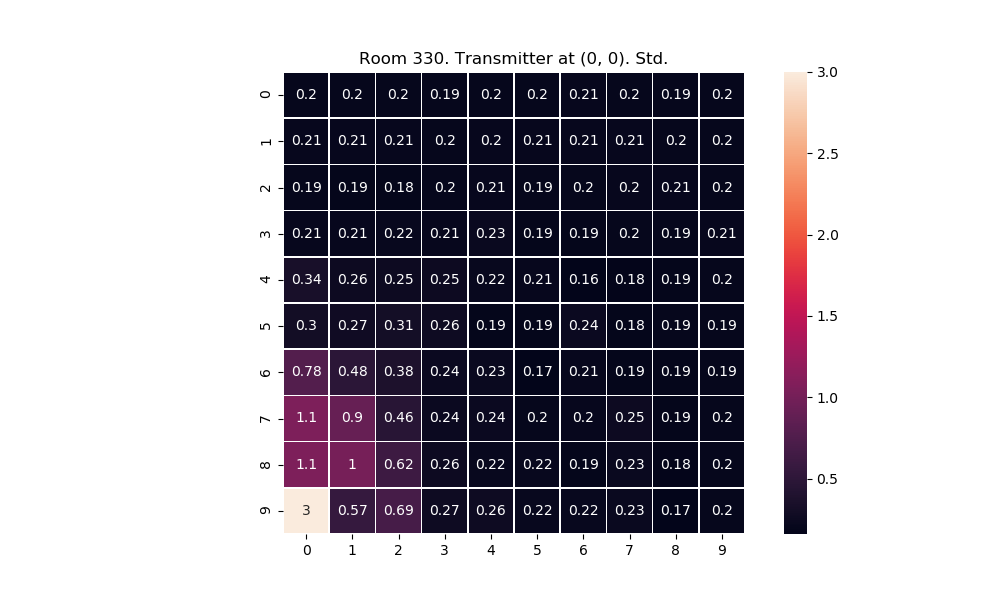 Room 330. Transmitter at (0, 0). Std.
0 0.2 0.2 0.2 0.19 0.2 0.2 0.21 0.2 0.19 0.2
1 0.21 0.21 0.21 0.2 0.2 0.21 0.21 0.21 0.2 0.2
2 0.19 0.19 0.18 0.2 0.21 0.19 0.2 0.2 0.21 0.2
3 0.21 0.21 0.22 0.21 0.23 0.19 0.19 0.2 0.19 0.21
4 0.34 0.26 0.25 0.25 0.22 0.21 0.16 0.18 0.19 0.2
5 0.3 0.27 0.31 0.26 0.19 0.19 0.24 0.18 0.19 0.19
6 0.78 0.48 0.38 0.24 0.23 0.17 0.21 0.19 0.19 0.19
7 1.1 0.9 0.46 0.24 0.24 0.2 0.2 0.25 0.19 0.2
8 1.1 1 0.62 0.26 0.22 0.22 0.19 0.23 0.18 0.2
9 3 0.57 0.69 0.27 0.26 0.22 0.22 0.23 0.17 0.2
0 1 2 3 4 5 6 7 8 9
3.0
2.5
2.0
1.5
1.0
0.5